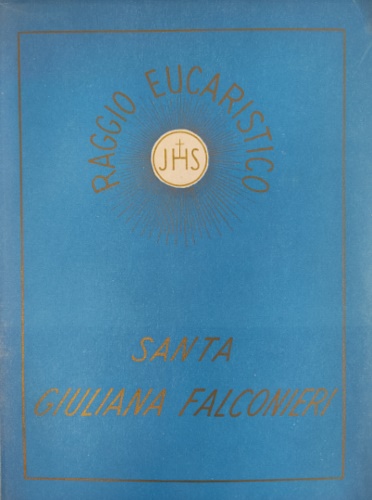 RAGGIO EUCARISTICO
JHS
SANTA
GIULIANA FALCONIERI